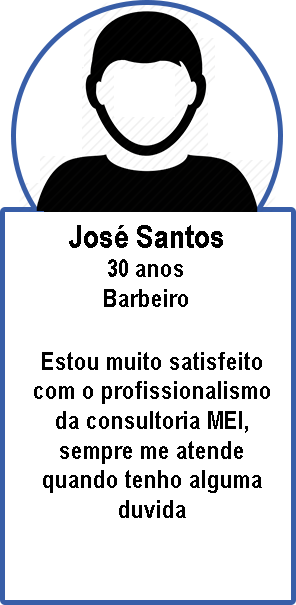 José Santos
30 anos
Barbeiro
Estou muito satisfeito
com o profissionalismo
da consultoria MEI,
sempre me atende
quando tenho alguma
duvida